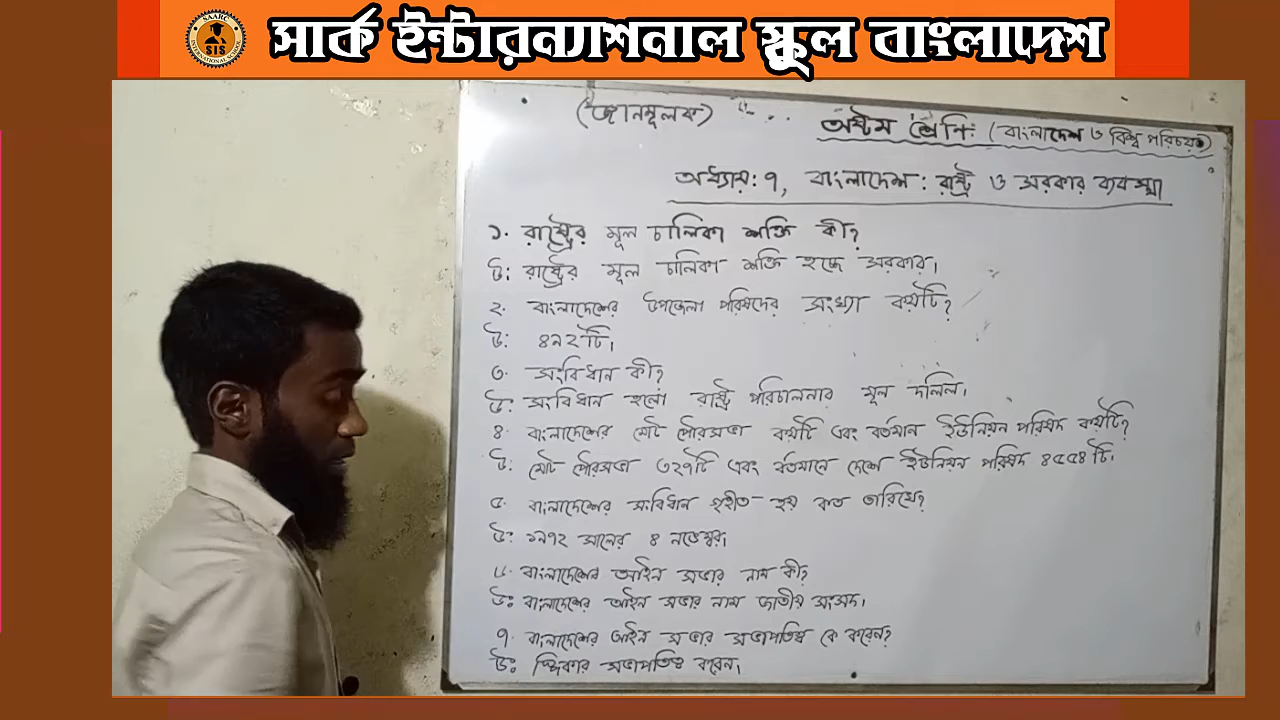 সার্ক ইন্টারন্যাশনাল স্কুল বাংলাদেশ
SAARC
SIS
INTERNATIONAL SCHOOL
(জ্ঞানমূলক)
অষ্টম শ্রেণি: (বাংলাদেশ ও বিশ্ব পরিচয়)
অধ্যায়: ৭, বাংলাদেশ: রাষ্ট্র ও সরকার ব্যবস্থা
১. রাষ্ট্রের মূল চালিকা শক্তি কী?
উ: রাষ্ট্রের মূল চালিকা শক্তি হচ্ছে সরকার।
২. বাংলাদেশের উপজেলা পরিষদের সংখ্যা কয়টি?
উ: ৪৯২টি।
৩. সংবিধান কী?
উ: সংবিধান হলো রাষ্ট্র পরিচালনার মূল দলিল।
৪. বাংলাদেশের মোট পৌরসভা কয়টি এবং বর্তমান ইউনিয়ন পরিষদ কয়টি?
উ: মোট পৌরসভা ৩২৭টি এবং বর্তমানে দেশে ইউনিয়ন পরিষদ ৪৫৫৪টি।
৫. বাংলাদেশের সংবিধান গৃহীত হয় কত তারিখে?
উ: ১৯৭২ সালের ৪ নভেম্বর।
৬. বাংলাদেশের আইন সভার নাম কী?
উঃ বাংলাদেশের আইন সভার নাম জাতীয় সংসদ।
৭. বাংলাদেশের আইন সভার সভাপতিত্ব কে করেন?
উঃ স্পিকার সভাপতিত্ব করেন।